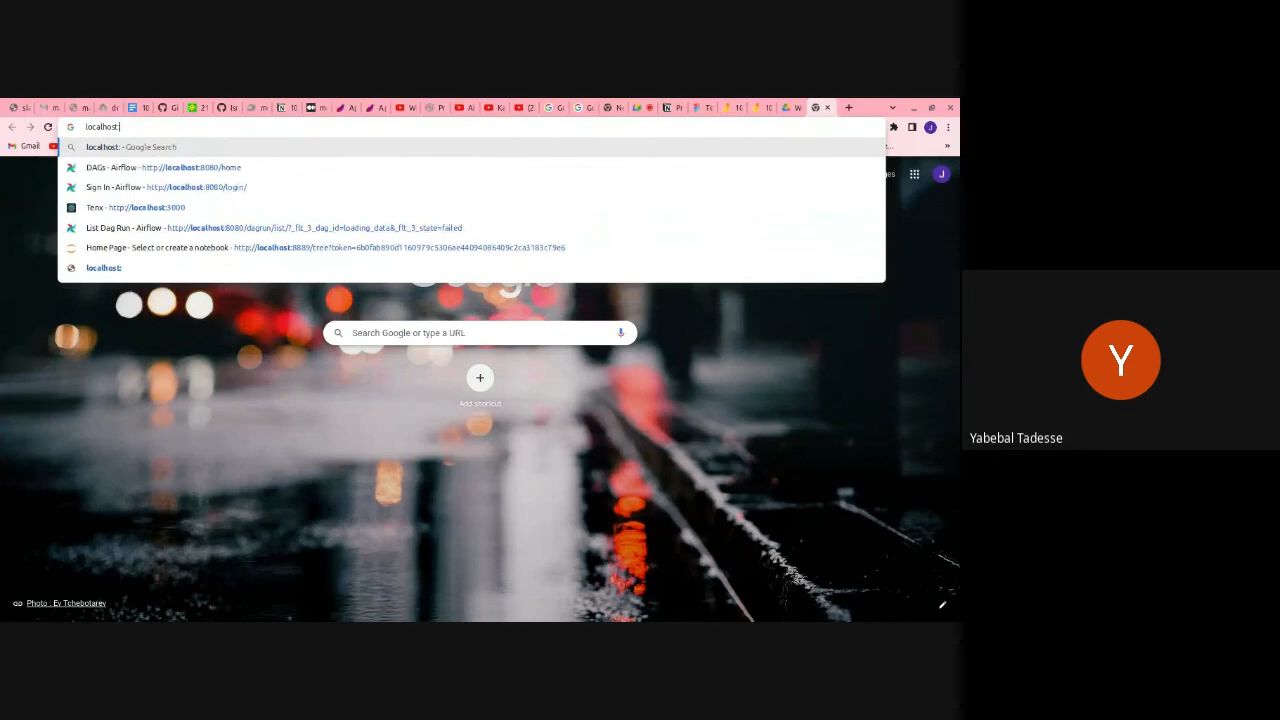 localhost:
Gmail
localhost: - Google Search
DAGs - Airflow - http://localhost:8080/home
Sign In - Airflow - http://localhost:8080/login/
Tenx - http://localhost:3000
List Dag Run - Airflow - http://localhost:8080/dagrun/list/?_flt_3_dag_id=loading_data&_flt_3_state=failed
Home Page - Select or create a notebook - http://localhost:8889/tree?token=6b0fab890d1160979c5306ae44094086409c2ca3183c79e6
localhost:
J
J
Search Google or type a URL
Add shortcut
Photo : Ev Tchebotarev
Y
Yabebal Tadesse